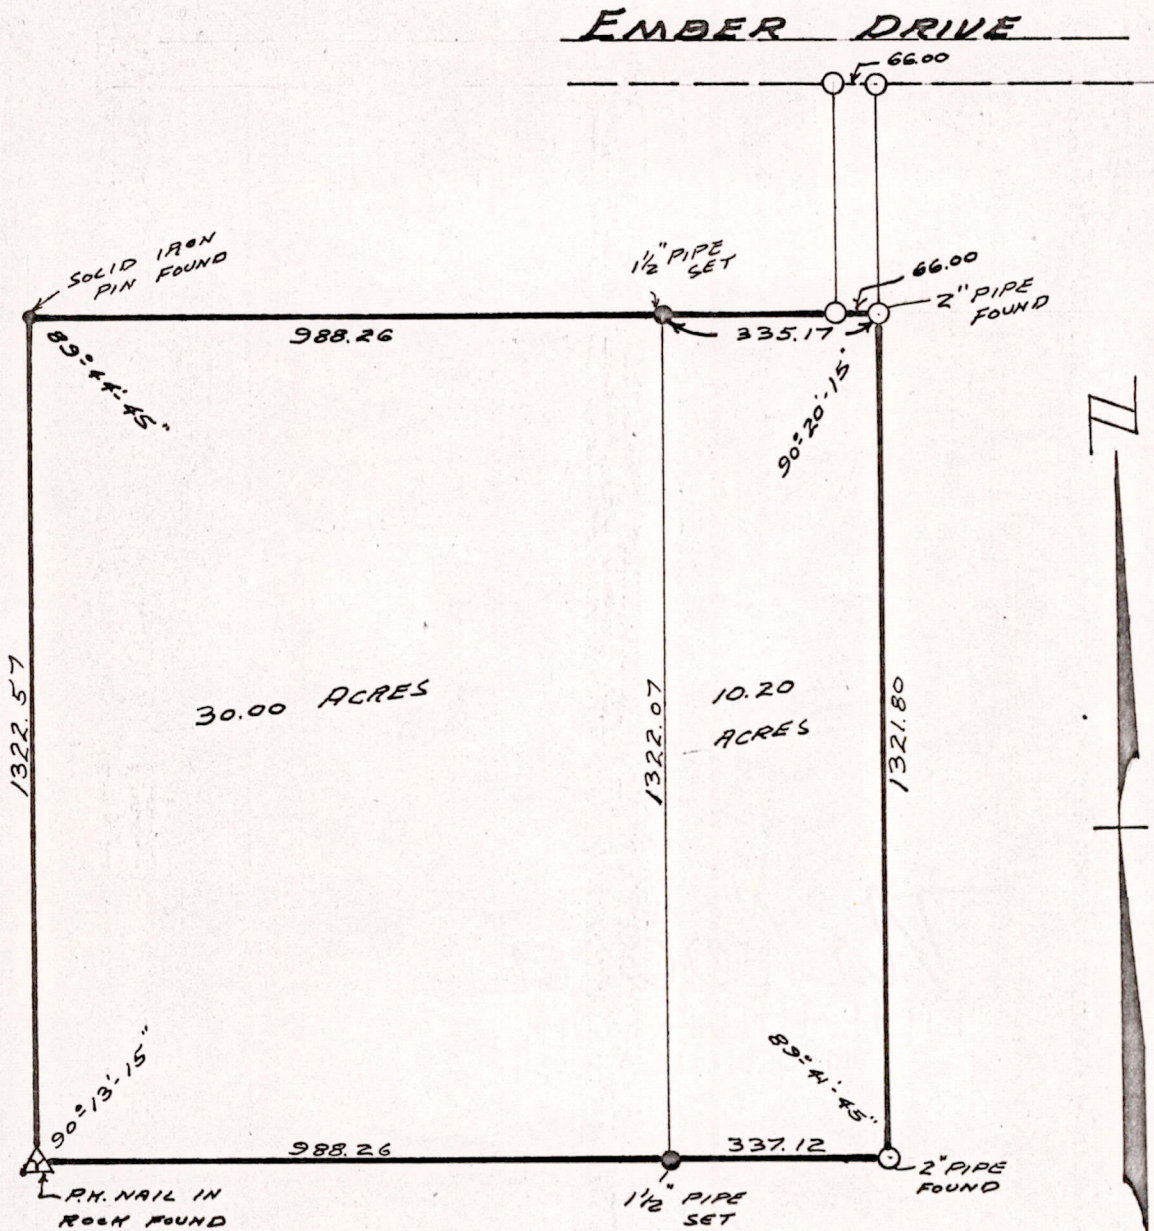 EMBER DRIVE
66.00
SOLID IRON
PIN FOUND
1½" PIPE
SET
66.00
2" PIPE
FOUND
988.26
335.17
89°-44'-45"
90°-20'-15"
N
1322.57
30.00 ACRES
1322.07
10.20
ACRES
1321.80
90°-13'-15"
89°-41'-45"
988.26
337.12
P.K. NAIL IN
ROCK FOUND
1½" PIPE
SET
2" PIPE
FOUND